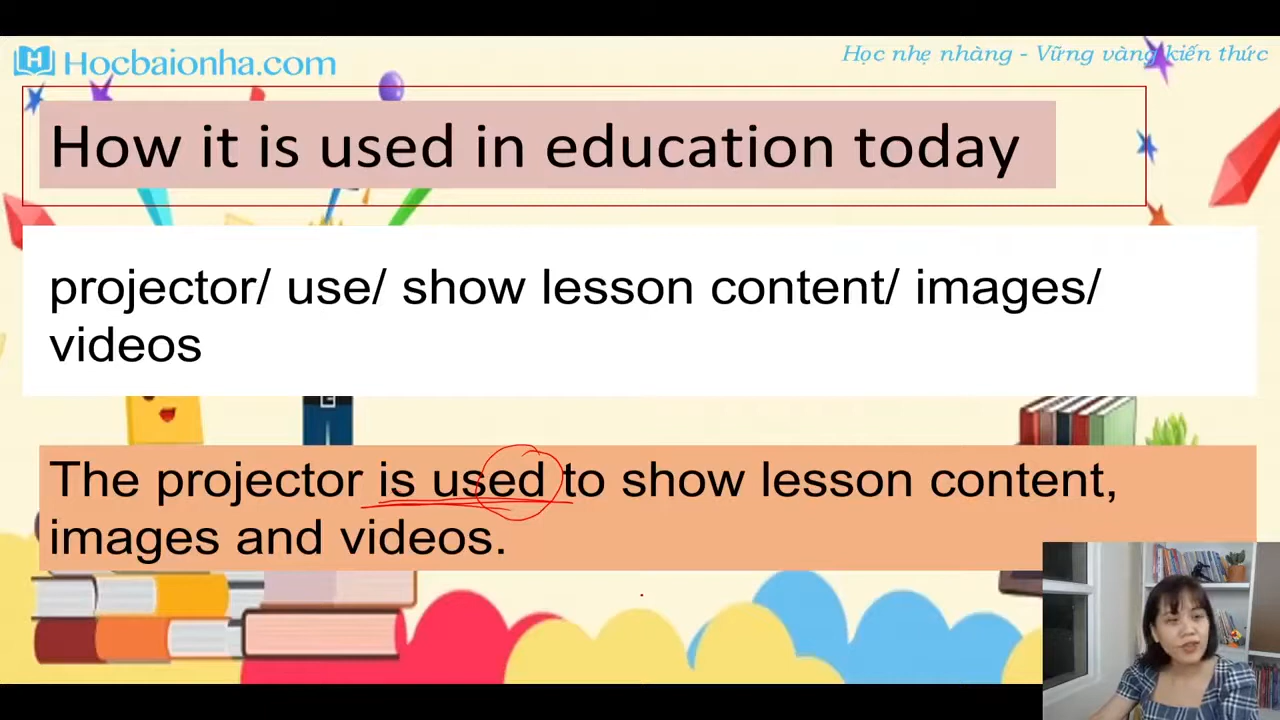 Hocbaionha.com
Học nhẹ nhàng - Vững vàng kiến thức
How it is used in education today
projector/ use/ show lesson content/ images/
videos
The projector is used to show lesson content,
images and videos.